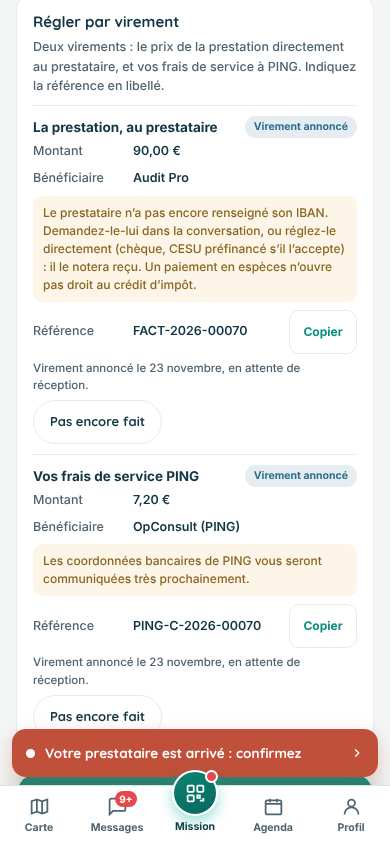 Régler par virement
Deux virements : le prix de la prestation directement
au prestataire, et vos frais de service à PING. Indiquez
la référence en libellé.
La prestation, au prestataire
Virement annoncé
Montant 90,00 €
Bénéficiaire Audit Pro
Le prestataire n’a pas encore renseigné son IBAN.
Demandez-le-lui dans la conversation, ou réglez-le
directement (chèque, CESU préfinancé s’il l’accepte)
: il le notera reçu. Un paiement en espèces n’ouvre
pas droit au crédit d’impôt.
Référence FACT-2026-00070 Copier
Virement annoncé le 23 novembre, en attente de
réception.
Pas encore fait
Vos frais de service PING
Virement annoncé
Montant 7,20 €
Bénéficiaire OpConsult (PING)
Les coordonnées bancaires de PING vous seront
communiquées très prochainement.
Référence PING-C-2026-00070 Copier
Virement annoncé le 23 novembre, en attente de
réception.
Pas encore fait
Votre prestataire est arrivé : confirmez
9+
Carte Messages Mission Agenda Profil